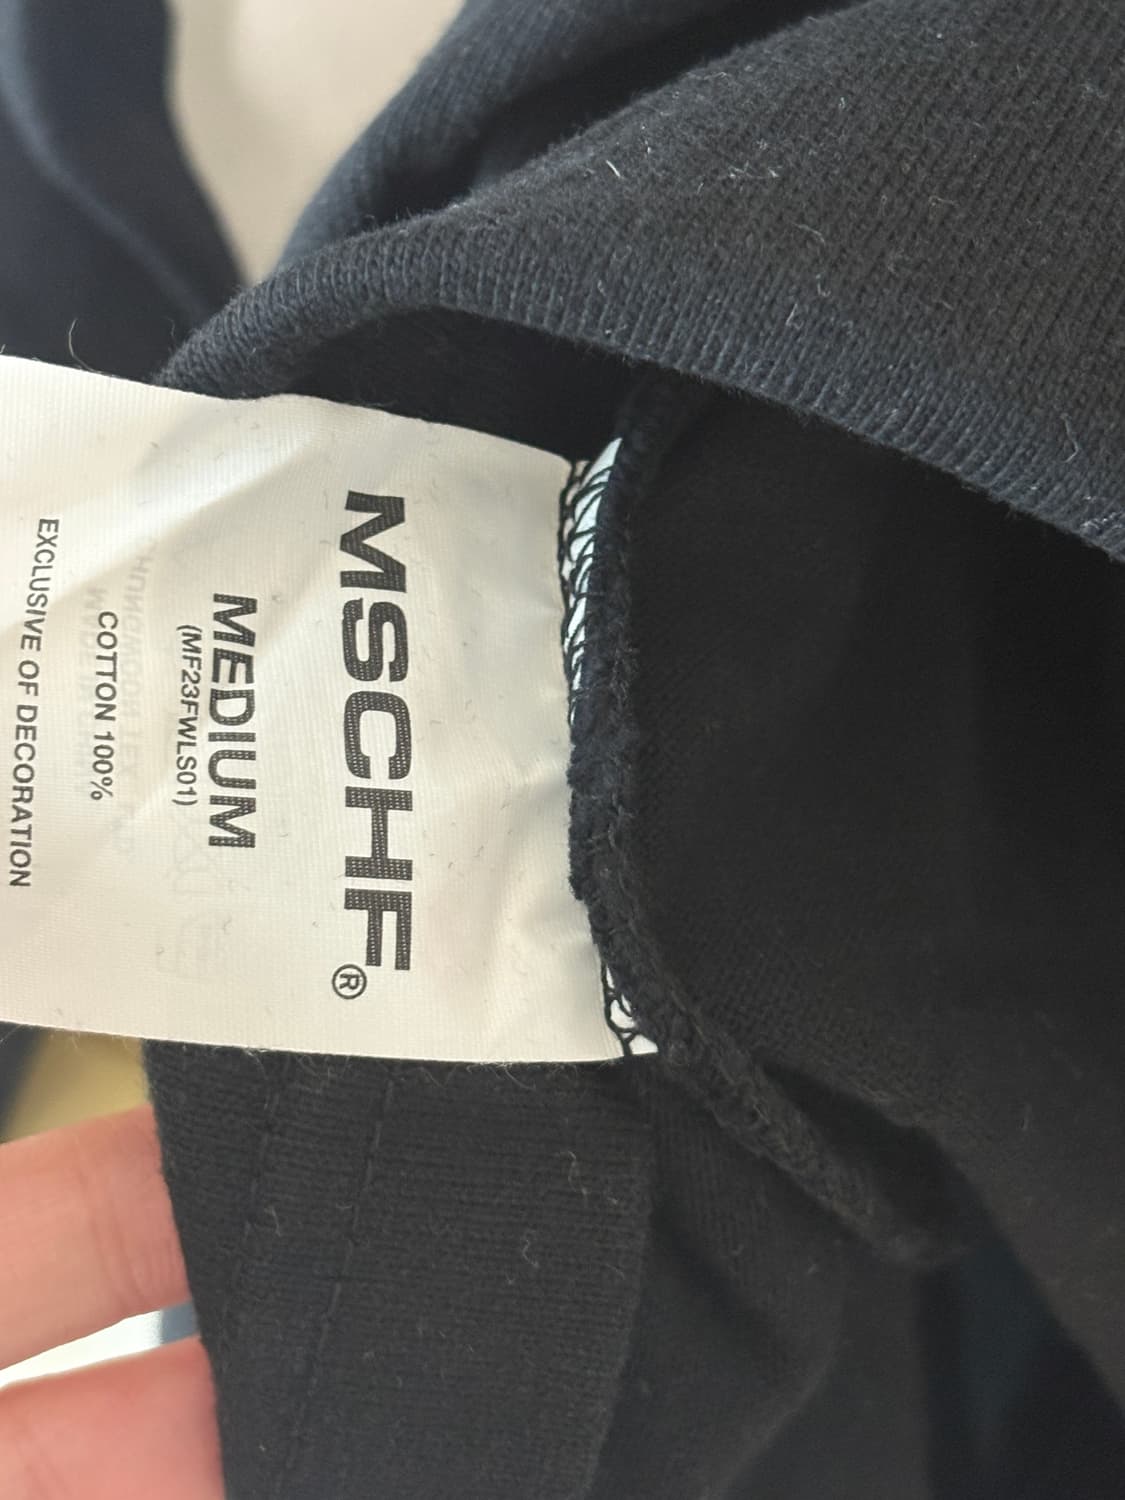 MSCHF®
MEDIUM
(MF23FWLS01)
COTTON 100%
EXCLUSIVE OF DECORATION